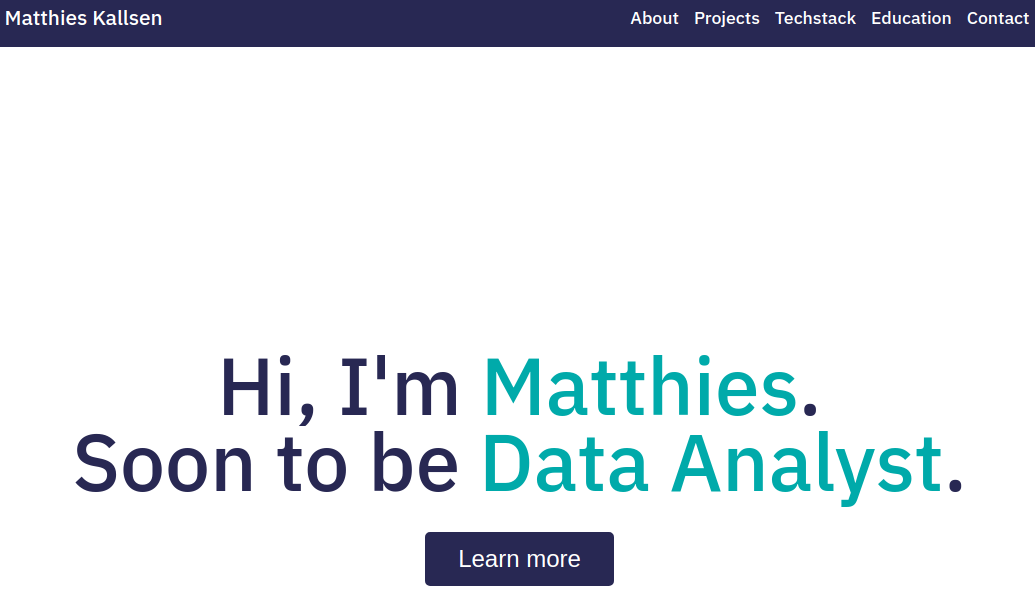 Matthies Kallsen
About Projects Techstack Education Contact
Hi, I'm Matthies.
Soon to be Data Analyst.
Learn more